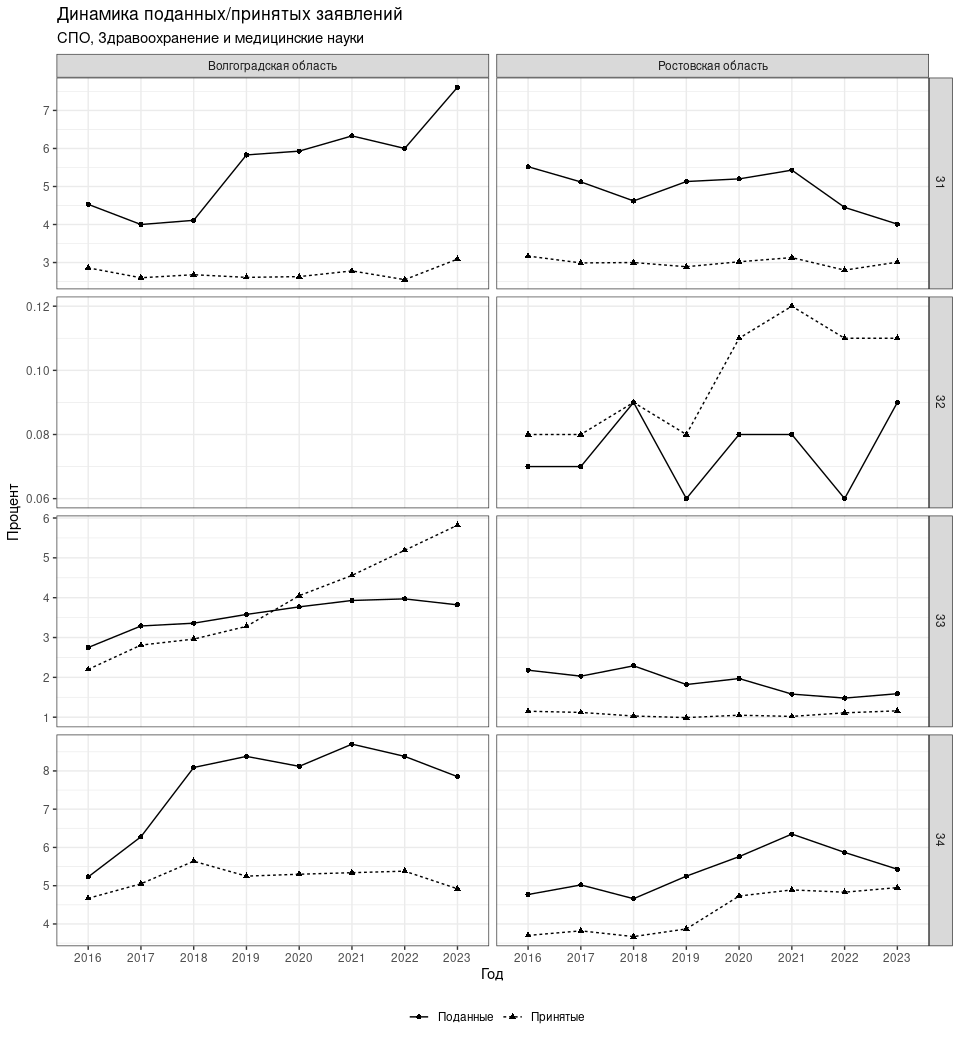 Динамика поданных/принятых заявлений
СПО, Здравоохранение и медицинские науки
Волгоградская область
Ростовская область
7
6
5
4
3
31
0.12
0.10
0.08
0.06
32
Процент
6
5
4
3
2
1
33
8
7
6
5
4
34
2016 2017 2018 2019 2020 2021 2022 2023
2016 2017 2018 2019 2020 2021 2022 2023
Год
Поданные Принятые